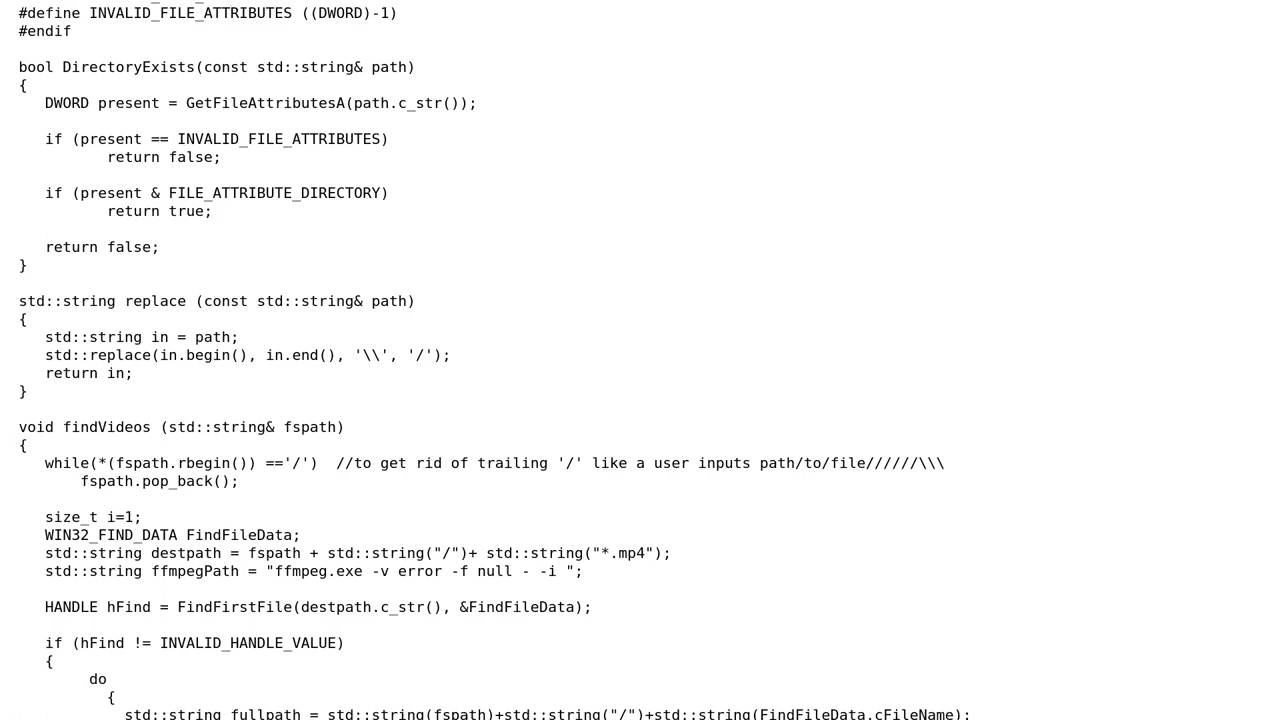 #define INVALID_FILE_ATTRIBUTES ((DWORD)-1)
#endif

bool DirectoryExists(const std::string& path)
{
   DWORD present = GetFileAttributesA(path.c_str());

   if (present == INVALID_FILE_ATTRIBUTES)
          return false;

   if (present & FILE_ATTRIBUTE_DIRECTORY)
          return true;

   return false;
}

std::string replace (const std::string& path)
{
   std::string in = path;
   std::replace(in.begin(), in.end(), '\\', '/');
   return in;
}

void findVideos (std::string& fspath)
{
   while(*(fspath.rbegin()) =='/')  //to get rid of trailing '/' like a user inputs path/to/file//////\\\
       fspath.pop_back();

   size_t i=1;
   WIN32_FIND_DATA FindFileData;
   std::string destpath = fspath + std::string("/")+ std::string("*.mp4");
   std::string ffmpegPath = "ffmpeg.exe -v error -f null - -i ";

   HANDLE hFind = FindFirstFile(destpath.c_str(), &FindFileData);

   if (hFind != INVALID_HANDLE_VALUE)
   {
        do
          {
            std::string fullpath = std::string(fspath)+std::string("/")+std::string(FindFileData.cFileName);